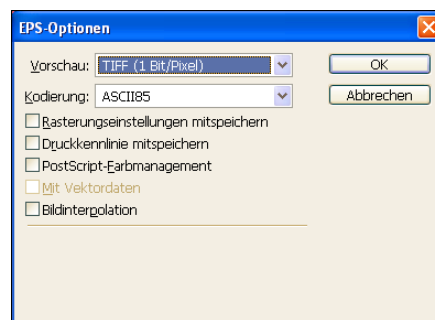 EPS-Optionen
Vorschau: TIFF (1 Bit/Pixel) OK
Kodierung: ASCII85 Abbrechen
Rasterungseinstellungen mitspeichern
Druckkennlinie mitspeichern
PostScript-Farbmanagement
Mit Vektordaten
Bildinterpolation